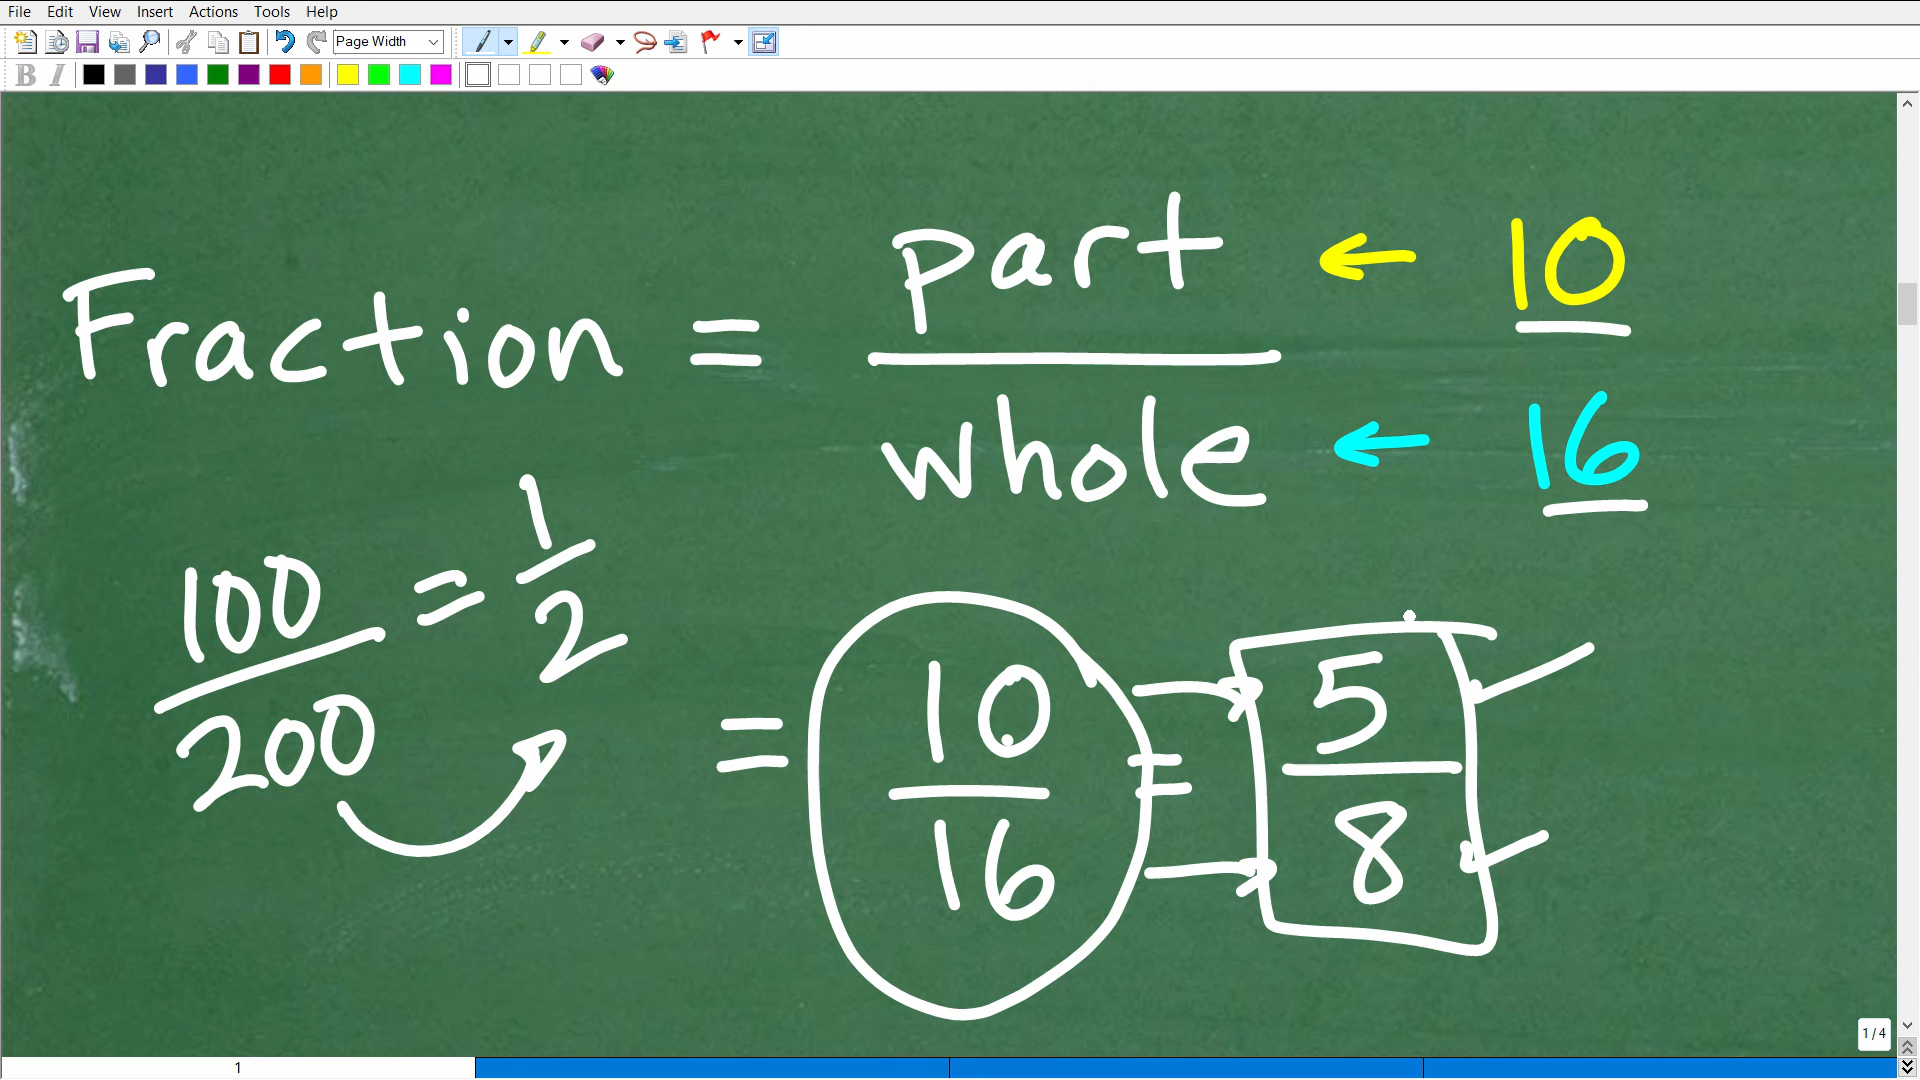 File Edit View Insert Actions Tools Help
Page Width
B I
part ← 10
Fraction =
whole ← 16
100/200 = 1/2
= 10/16 = 5/8
1 / 4
1